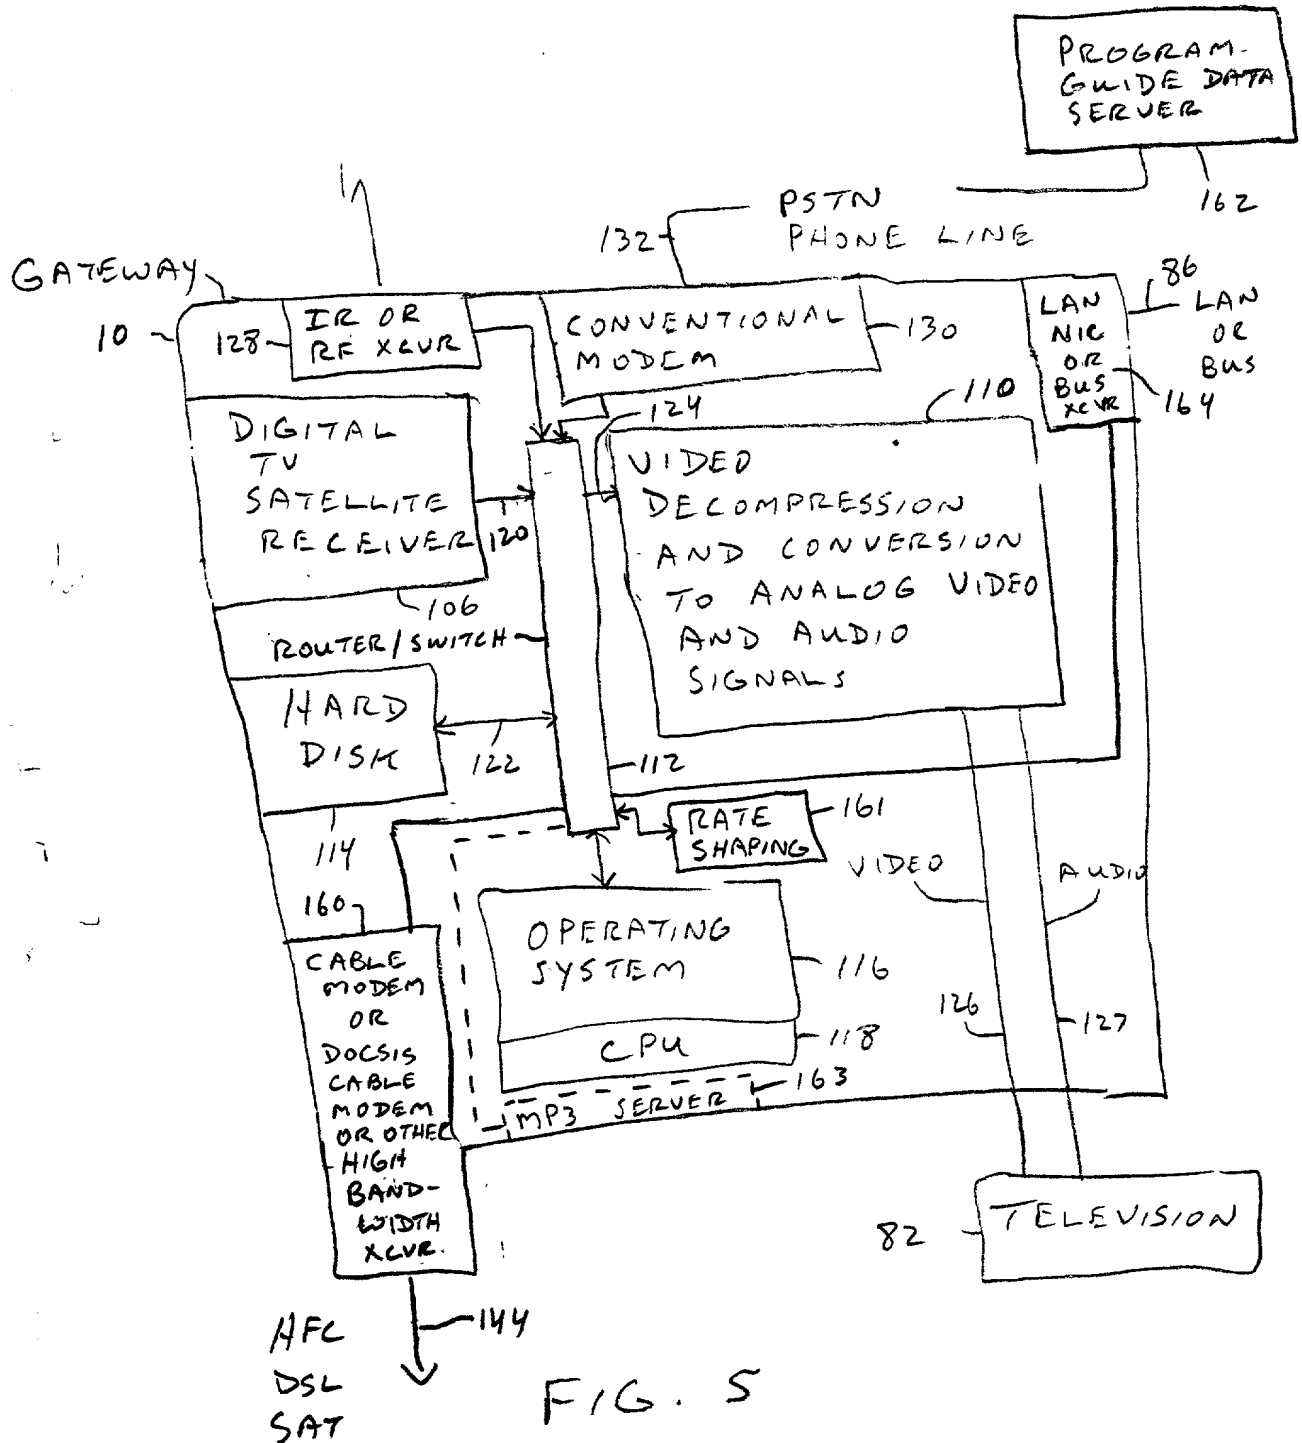 PROGRAM-
GUIDE DATA
SERVER
162
PSTN
PHONE LINE
132
GATEWAY
10
128
IR OR
RF XCVR
CONVENTIONAL
MODEM
130
LAN
NIC
OR
BUS
XCVR
164
86
LAN
OR
BUS
DIGITAL
TV
SATELLITE
RECEIVER
120
106
124
110
VIDEO
DECOMPRESSION
AND CONVERSION
TO ANALOG VIDEO
AND AUDIO
SIGNALS
ROUTER/SWITCH
HARD
DISK
122
112
114
RATE
SHAPING
161
VIDEO
AUDIO
160
CABLE
MODEM
OR
DOCSIS
CABLE
MODEM
OR OTHER
HIGH
BAND-
WIDTH
XCVR.
OPERATING
SYSTEM
116
CPU
118
MP3 SERVER
163
126
127
82
TELEVISION
144
HFC
DSL
SAT
FIG. 5